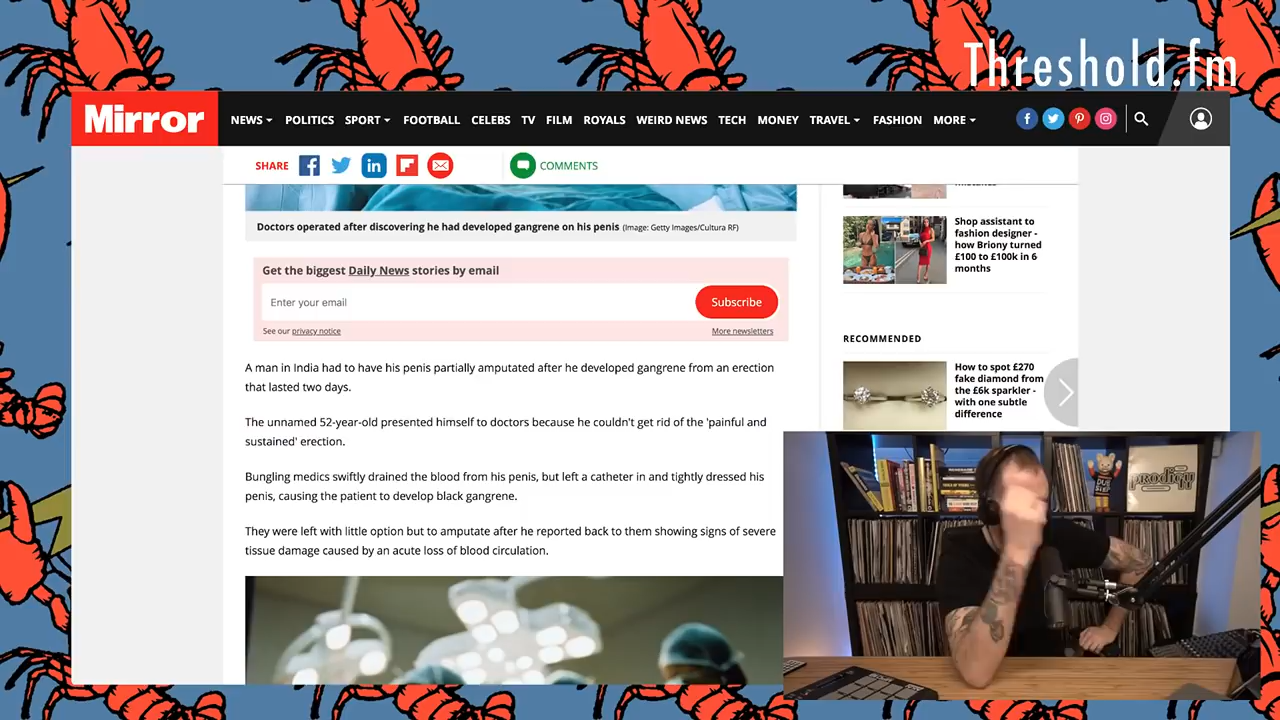 Threshold.fm
Mirror
NEWS POLITICS SPORT FOOTBALL CELEBS TV FILM ROYALS WEIRD NEWS TECH MONEY TRAVEL FASHION MORE
SHARE
COMMENTS
Doctors operated after discovering he had developed gangrene on his penis (Image: Getty Images/Cultura RF)
Get the biggest Daily News stories by email
Enter your email
Subscribe
See our privacy notice
More newsletters
A man in India had to have his penis partially amputated after he developed gangrene from an erection
that lasted two days.
The unnamed 52-year-old presented himself to doctors because he couldn't get rid of the 'painful and
sustained' erection.
Bungling medics swiftly drained the blood from his penis, but left a catheter in and tightly dressed his
penis, causing the patient to develop black gangrene.
They were left with little option but to amputate after he reported back to them showing signs of severe
tissue damage caused by an acute loss of blood circulation.
Shop assistant to
fashion designer -
how Briony turned
£100 to £100k in 6
months
RECOMMENDED
How to spot £270
fake diamond from
the £6k sparkler -
with one subtle
difference
prodigy